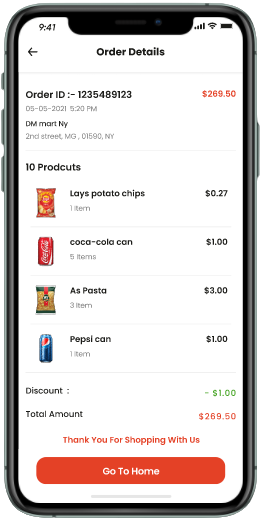 9:41
Order Details
Order ID :- 1235489123 $269.50
05-05-2021 5:20 PM
DM mart Ny
2nd street, MG , 01590, NY
10 Prodcuts
Lays potato chips $0.27
1 Item
coca-cola can $1.00
5 Items
As Pasta $3.00
3 Item
Pepsi can $1.00
1 Item
Discount : - $1.00
Total Amount $269.50
Thank You For Shopping With Us
Go To Home